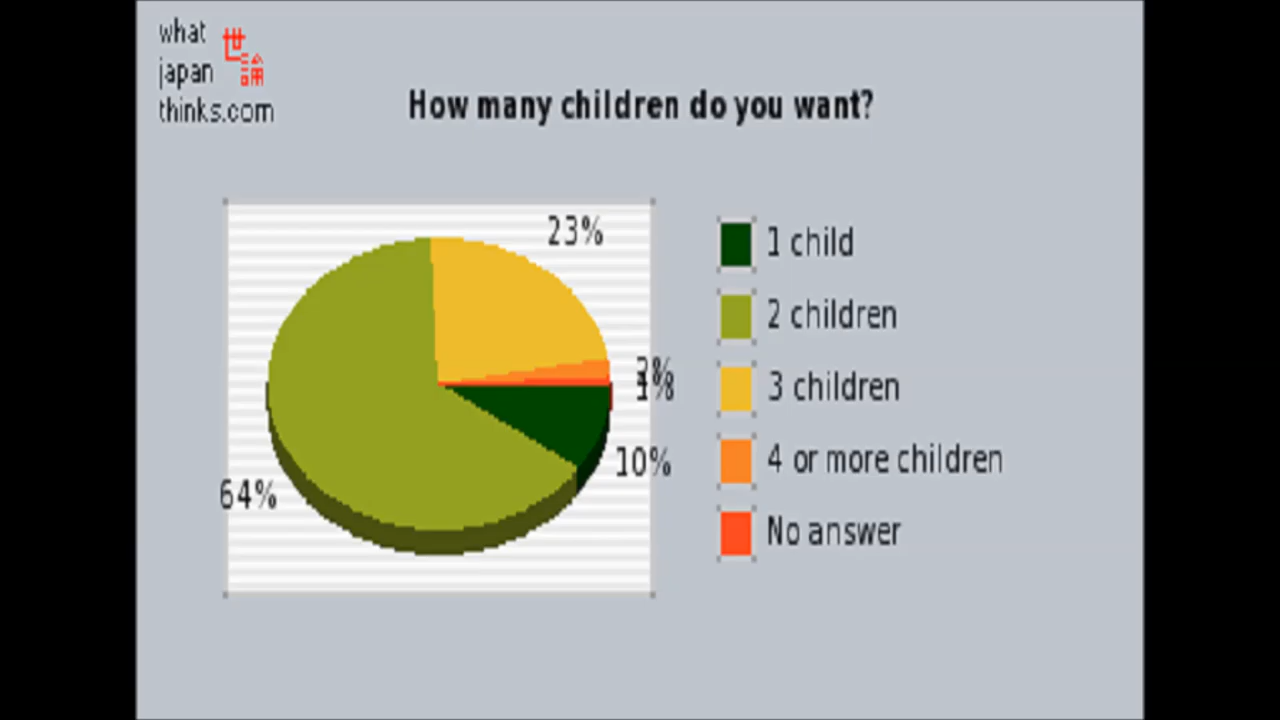 what
japan
thinks.com
世論
How many children do you want?
23%
1%
10%
64%
1 child
2 children
3 children
4 or more children
No answer